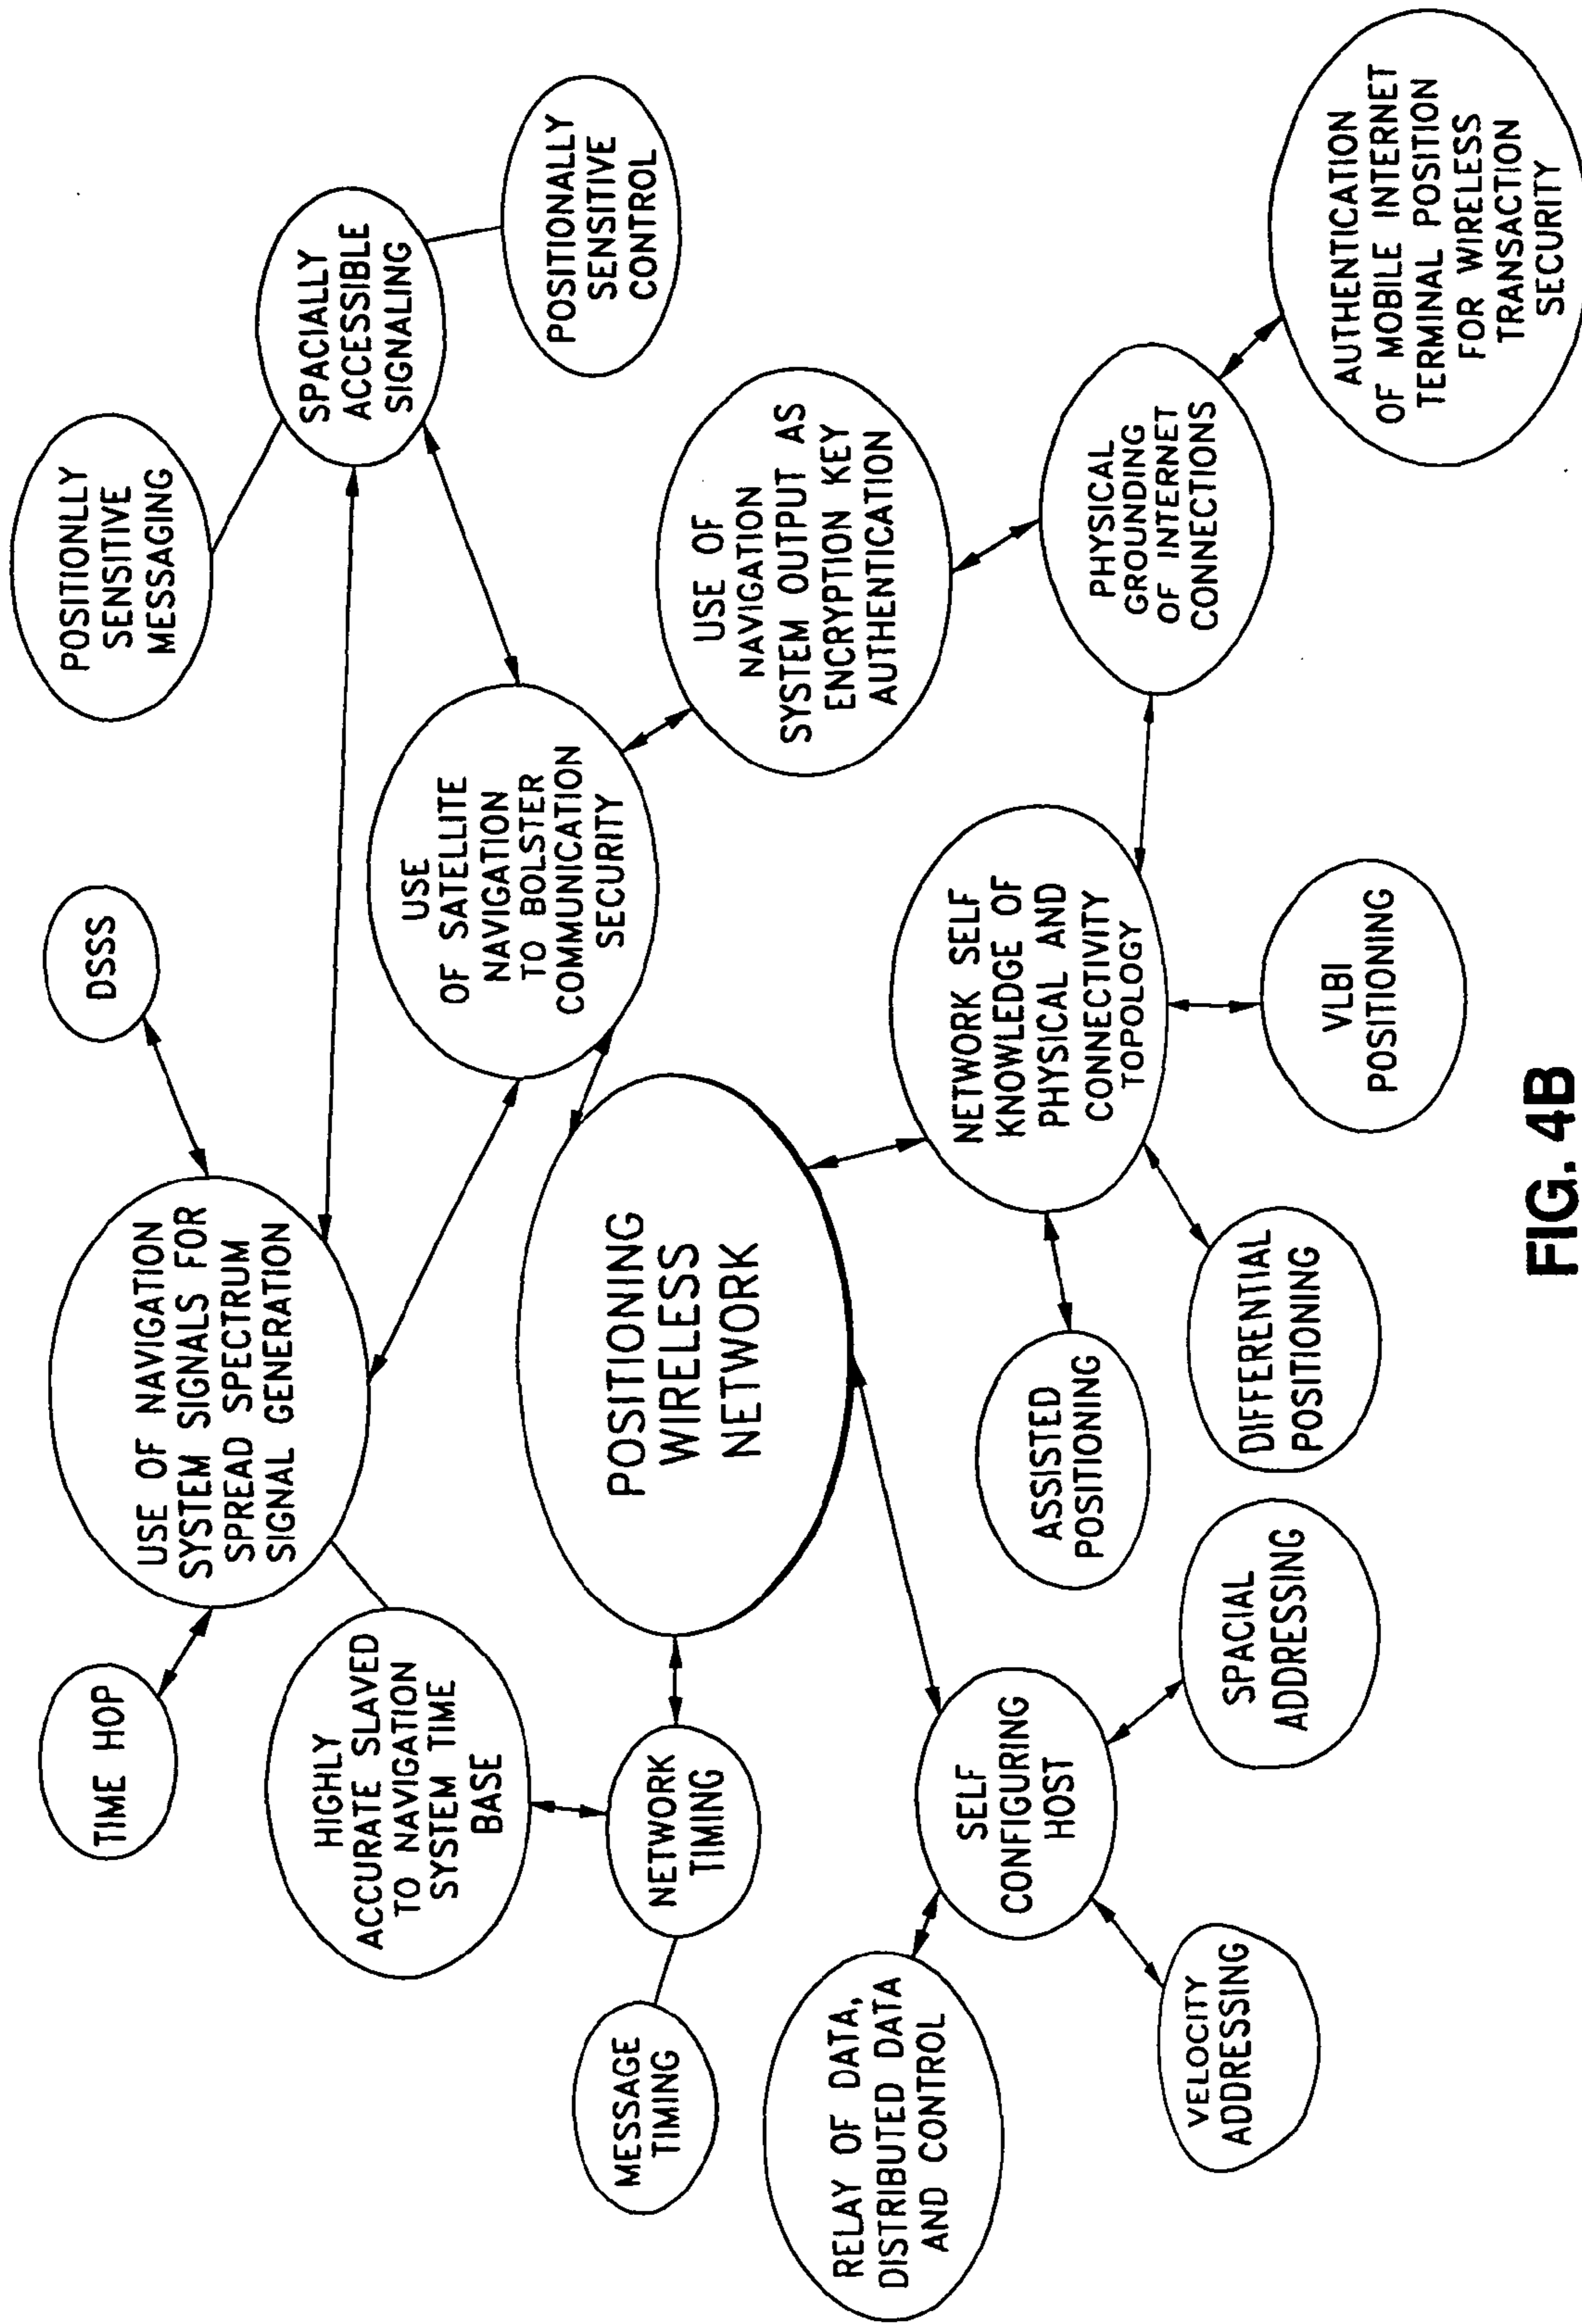 TIME HOP
USE OF NAVIGATION
SYSTEM SIGNALS FOR
SPREAD SPECTRUM
SIGNAL GENERATION
DSSS
POSITIONLLY
SENSITIVE
MESSAGING
SPACIALLY
ACCESSIBLE
SIGNALING
POSITIONALLY
SENSITIVE
CONTROL
HIGHLY
ACCURATE SLAVED
TO NAVIGATION
SYSTEM TIME
BASE
USE
OF SATELLITE
NAVIGATION
TO BOLSTER
COMMUNICATION
SECURITY
MESSAGE
TIMING
NETWORK
TIMING
POSITIONING
WIRELESS
NETWORK
USE OF
NAVIGATION
SYSTEM OUTPUT AS
ENCRYPTION KEY
AUTHENTICATION
RELAY OF DATA,
DISTRIBUTED DATA
AND CONTROL
SELF
CONFIGURING
HOST
ASSISTED
POSITIONING
NETWORK SELF
KNOWLEDGE OF
PHYSICAL AND
CONNECTIVITY
TOPOLOGY
PHYSICAL
GROUNDING
OF INTERNET
CONNECTIONS
VELOCITY
ADDRESSING
SPACIAL
ADDRESSING
DIFFERENTIAL
POSITIONING
VLBI
POSITIONING
AUTHENTICATION
OF MOBILE INTERNET
TERMINAL POSITION
FOR WIRELESS
TRANSACTION
SECURITY
FIG. 4B